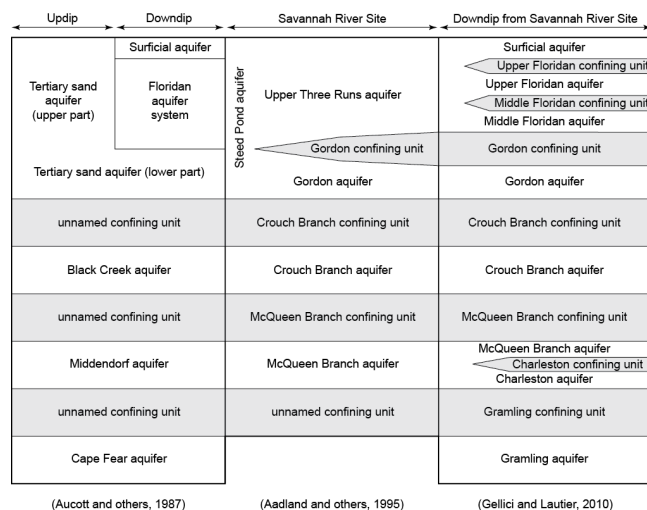 Updip
Downdip
Savannah River Site
Downdip from Savannah River Site
Surficial aquifer
Tertiary sand
aquifer
(upper part)
Floridan
aquifer
system
Tertiary sand aquifer (lower part)
unnamed confining unit
Black Creek aquifer
unnamed confining unit
Middendorf aquifer
unnamed confining unit
Cape Fear aquifer
(Aucott and others, 1987)
Steed Pond aquifer
Upper Three Runs aquifer
Gordon confining unit
Gordon aquifer
Crouch Branch confining unit
Crouch Branch aquifer
McQueen Branch confining unit
McQueen Branch aquifer
unnamed confining unit
(Aadland and others, 1995)
Surficial aquifer
Upper Floridan confining unit
Upper Floridan aquifer
Middle Floridan confining unit
Middle Floridan aquifer
Gordon confining unit
Gordon aquifer
Crouch Branch confining unit
Crouch Branch aquifer
McQueen Branch confining unit
McQueen Branch aquifer
Charleston confining unit
Charleston aquifer
Gramling confining unit
Gramling aquifer
(Gellici and Lautier, 2010)